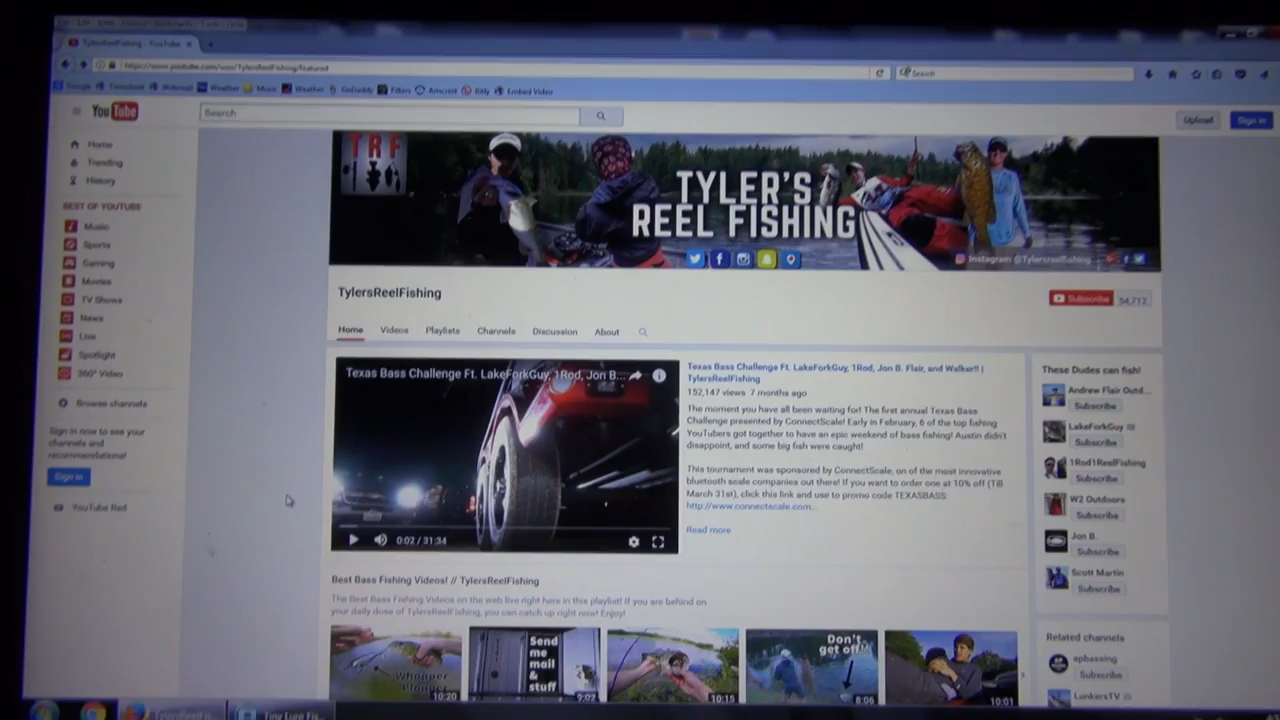 TylersReelFishing - YouTube
https://www.youtube.com/user/TylersReelFishing/featured
Search
Google
Weather
Music
Weather
GoDaddy
Filters
Amcrest
Bitly
Embed Video
YouTube
Search
Upload
Sign in
Home
Trending
History
BEST OF YOUTUBE
Music
Sports
Gaming
Movies
TV Shows
News
Live
Spotlight
360° Video
Browse channels
Sign in now to see your
channels and
recommendations!
Sign in
YouTube Red
TRF
TYLER'S
REEL FISHING
Instagram @Tylersreelfishing
TylersReelFishing
Subscribe 54,712
Home Videos Playlists Channels Discussion About
Texas Bass Challenge Ft. LakeForkGuy, 1Rod, Jon B...
0:02 / 31:34
Texas Bass Challenge Ft. LakeForkGuy, 1Rod, Jon B. Flair, and Walker!! |
TylersReelFishing
152,147 views 7 months ago
The moment you have all been waiting for! The first annual Texas Bass
Challenge presented by ConnectScale! Early in February, 6 of the top fishing
YouTubers got together to have an epic weekend of bass fishing! Austin didn't
disappoint, and some big fish were caught!
This tournament was sponsored by ConnectScale, on of the most innovative
bluetooth scale companies out there! If you want to order one at 10% off (Till
March 31st), click this link and use to promo code TEXASBASS:
http://www.connectscale.com...
Read more
These Dudes can fish!
Andrew Flair Outd...
Subscribe
LakeForkGuy
Subscribe
1Rod1ReelFishing
Subscribe
W2 Outdoors
Subscribe
Jon B.
Subscribe
Scott Martin
Subscribe
Related channels
apbassing
Subscribe
LunkersTV
Best Bass Fishing Videos! // TylersReelFishing
The Best Bass Fishing Videos on the web live right here in this playlist! If you are behind on
your daily dose of TylersReelFishing, you can catch up right now! Enjoy!
Whopper
Plopper
10:20
Send
me
mail
&
stuff
9:02
10:15
Don't
get off!
8:06
10:01
Tiny Lure Fis...